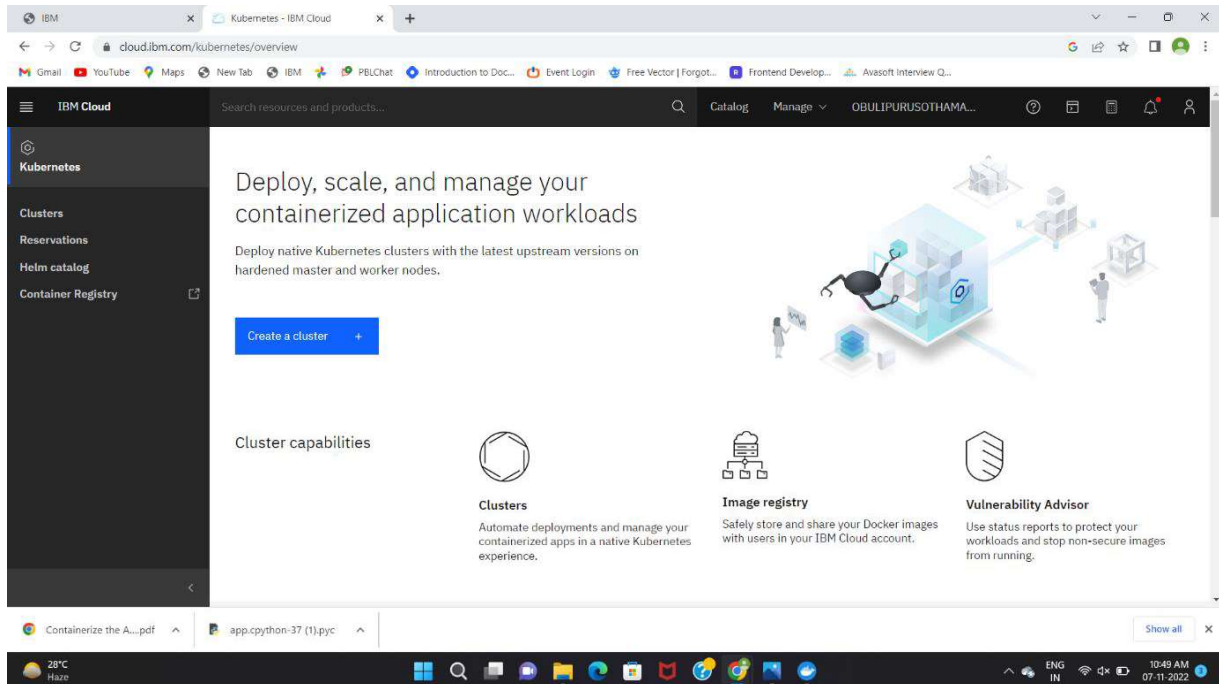 IBM
Kubernetes - IBM Cloud
cloud.ibm.com/kubernetes/overview
Gmail YouTube Maps New Tab IBM PBLChat Introduction to Doc... Event Login Free Vector | Forgot... Frontend Develop... Avasoft Interview Q...
IBM Cloud
Search resources and products...
Catalog Manage OBULIPURUSOTHAMA...
Kubernetes
Clusters
Reservations
Helm catalog
Container Registry
Deploy, scale, and manage your
containerized application workloads
Deploy native Kubernetes clusters with the latest upstream versions on
hardened master and worker nodes.
Create a cluster +
Cluster capabilities
Clusters
Automate deployments and manage your
containerized apps in a native Kubernetes
experience.
Image registry
Safely store and share your Docker images
with users in your IBM Cloud account.
Vulnerability Advisor
Use status reports to protect your
workloads and stop non-secure images
from running.
Containerize the A....pdf
app.cpython-37 (1).pyc
Show all
28°C
Haze
ENG
IN
10:49 AM
07-11-2022